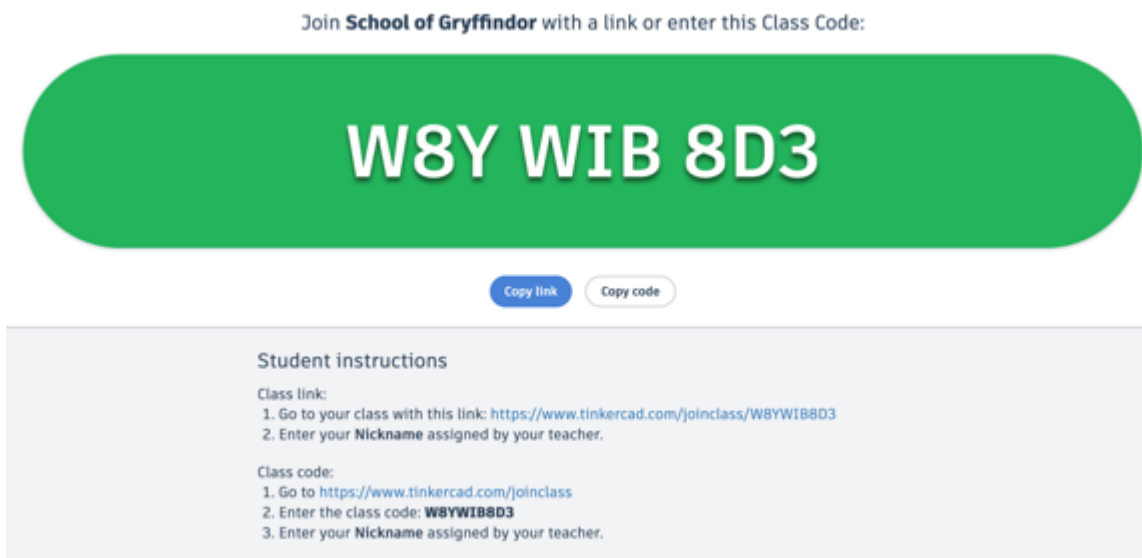 Join School of Gryffindor with a link or enter this Class Code:
W8Y WIB 8D3
Copy link Copy code
Student instructions
Class link:
1. Go to your class with this link: https://www.tinkercad.com/joinclass/W8YWIB8D3
2. Enter your Nickname assigned by your teacher.
Class code:
1. Go to https://www.tinkercad.com/joinclass
2. Enter the class code: W8YWIB8D3
3. Enter your Nickname assigned by your teacher.